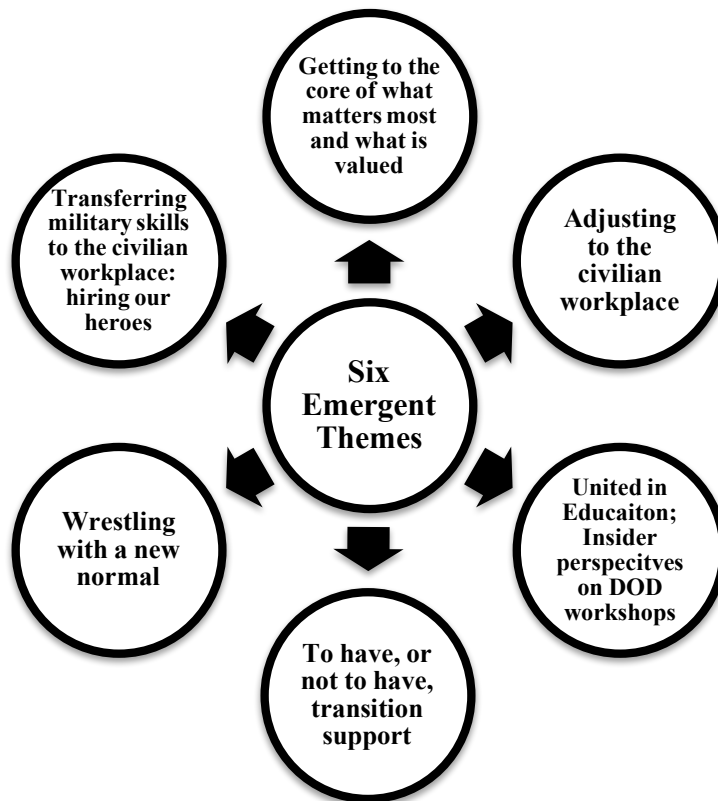 Getting to the
core of what
matters most
and what is
valued
Transferring
military skills
to the civilian
workplace:
hiring our
heroes
Adjusting
to the
civilian
workplace
Six
Emergent
Themes
Wrestling
with a new
normal
United in
Educaiton;
Insider
perspecitves
on DOD
workshops
To have, or
not to have,
transition
support